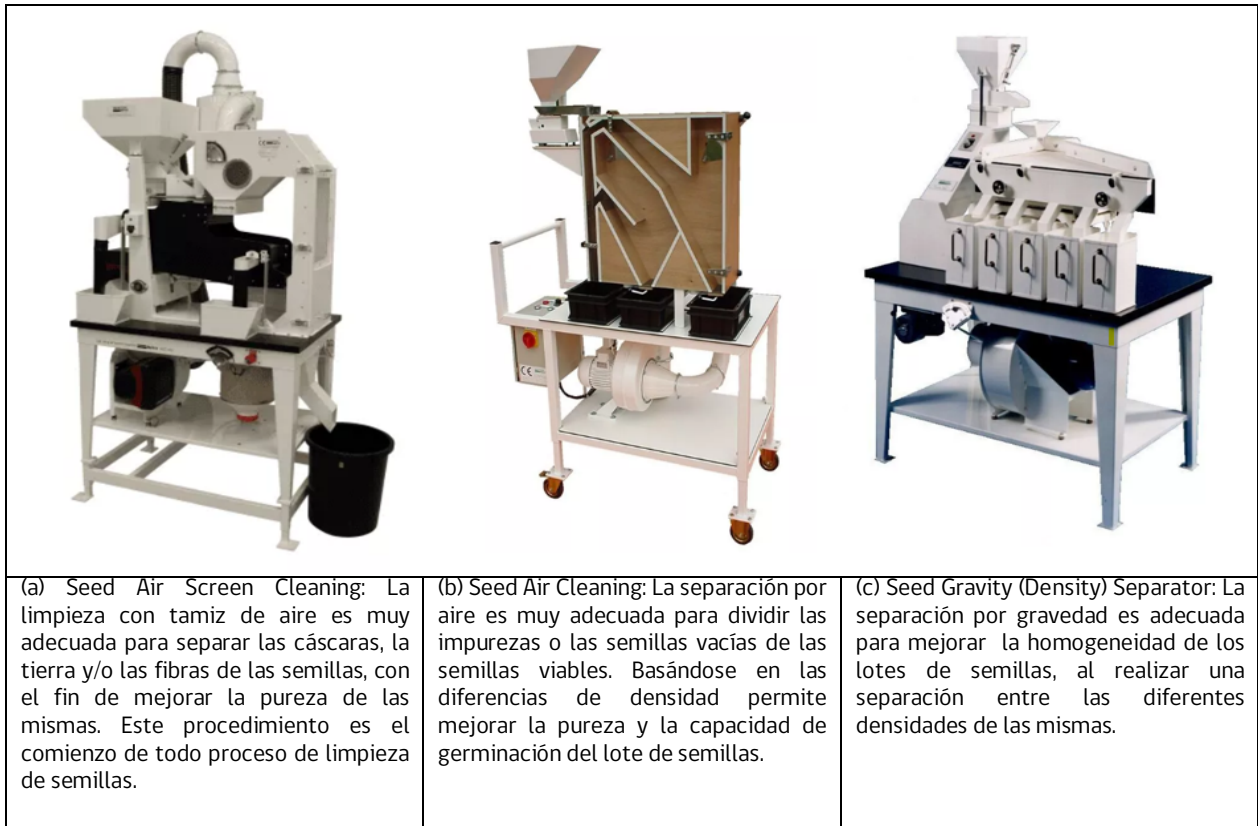 (a) Seed Air Screen Cleaning: La
limpieza con tamiz de aire es muy
adecuada para separar las cáscaras, la
tierra y/o las fibras de las semillas, con
el fin de mejorar la pureza de las
mismas. Este procedimiento es el
comienzo de todo proceso de limpieza
de semillas.
(b) Seed Air Cleaning: La separación por
aire es muy adecuada para dividir las
impurezas o las semillas vacías de las
semillas viables. Basándose en las
diferencias de densidad permite
mejorar la pureza y la capacidad de
germinación del lote de semillas.
(c) Seed Gravity (Density) Separator: La
separación por gravedad es adecuada
para mejorar la homogeneidad de los
lotes de semillas, al realizar una
separación entre las diferentes
densidades de las mismas.